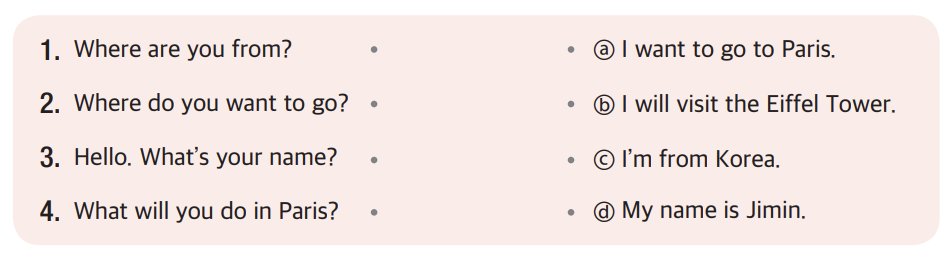 1. Where are you from? • • ⓐ I want to go to Paris.
2. Where do you want to go? • • ⓑ I will visit the Eiffel Tower.
3. Hello. What's your name? • • ⓒ I'm from Korea.
4. What will you do in Paris? • • ⓓ My name is Jimin.